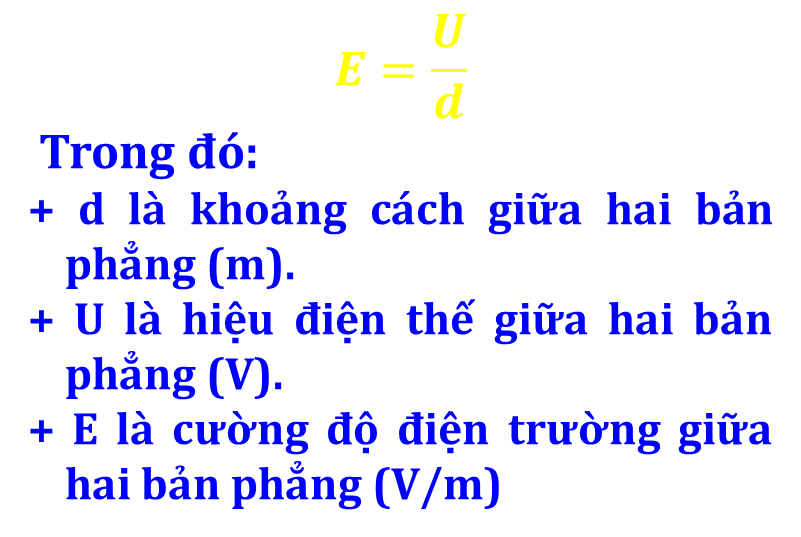 E = U/d
Trong đó:
+ d là khoảng cách giữa hai bản
phẳng (m).
+ U là hiệu điện thế giữa hai bản
phẳng (V).
+ E là cường độ điện trường giữa
hai bản phẳng (V/m)